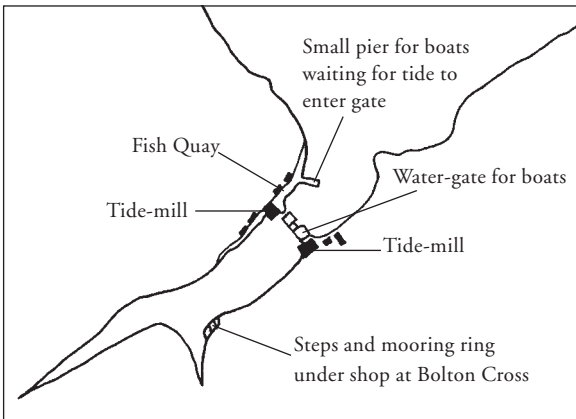 Small pier for boats
waiting for tide to
enter gate
Fish Quay
Water-gate for boats
Tide-mill
Tide-mill
Steps and mooring ring
under shop at Bolton Cross